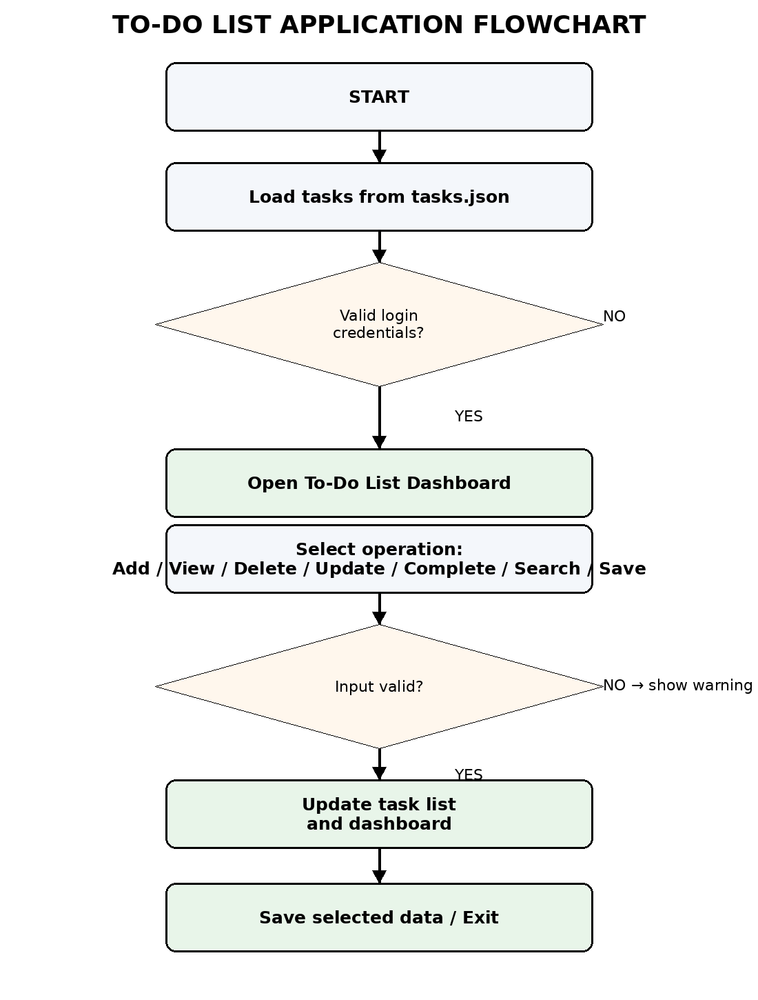 TO-DO LIST APPLICATION FLOWCHART
START
Load tasks from tasks.json
Valid login
credentials?
NO
YES
Open To-Do List Dashboard
Select operation:
Add / View / Delete / Update / Complete / Search / Save
Input valid?
NO → show warning
YES
Update task list
and dashboard
Save selected data / Exit